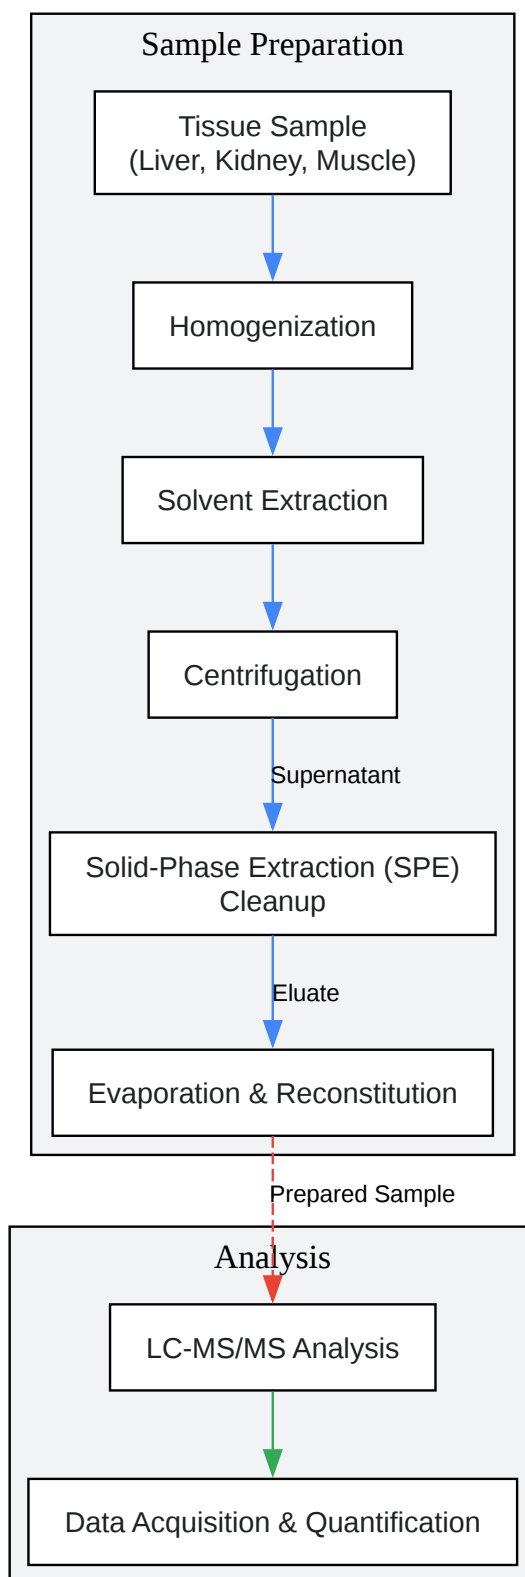 Sample Preparation
Tissue Sample
(Liver, Kidney, Muscle)
Homogenization
Solvent Extraction
Centrifugation
Supernatant
Solid-Phase Extraction (SPE)
Cleanup
Eluate
Evaporation & Reconstitution
Prepared Sample
Analysis
LC-MS/MS Analysis
Data Acquisition & Quantification